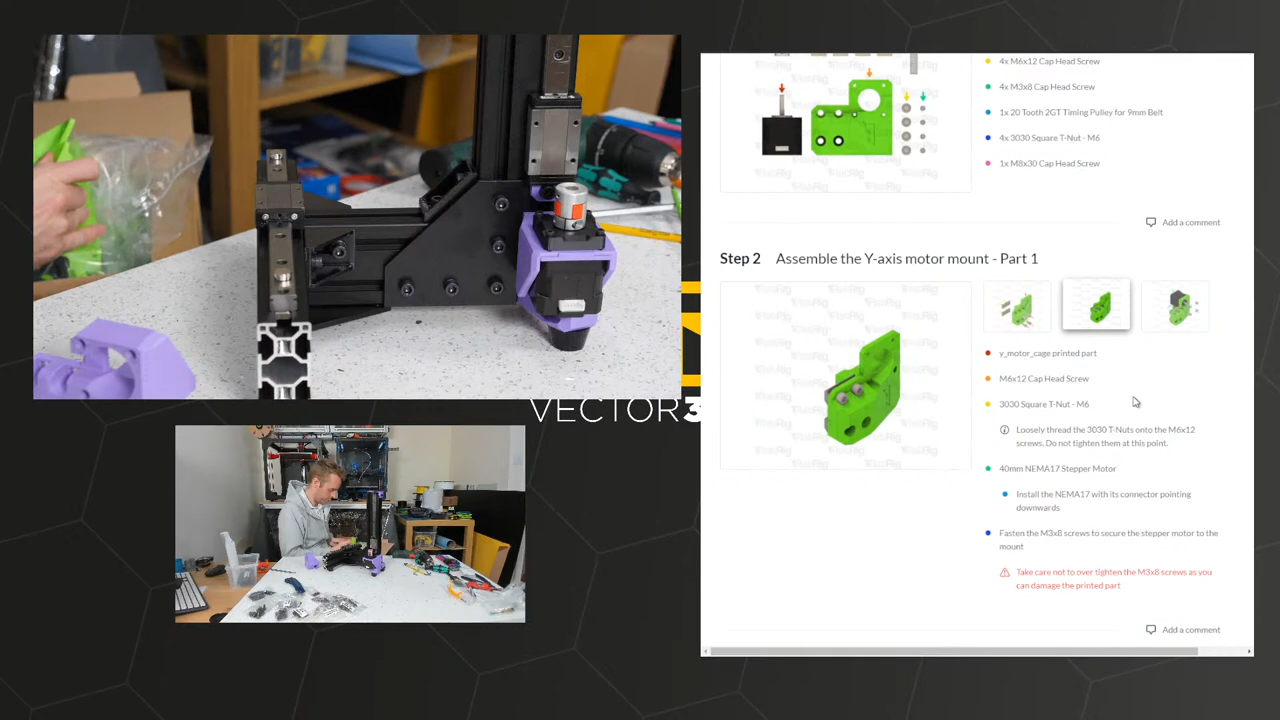 4x M6x12 Cap Head Screw
4x M3x8 Cap Head Screw
1x 20 Tooth 2GT Timing Pulley for 9mm Belt
4x 3030 Square T-Nut - M6
1x M8x30 Cap Head Screw
Add a comment
Step 2 Assemble the Y-axis motor mount - Part 1
y_motor_cage printed part
M6x12 Cap Head Screw
3030 Square T-Nut - M6
Loosely thread the 3030 T-Nuts onto the M6x12
screws. Do not tighten them at this point.
40mm NEMA17 Stepper Motor
Install the NEMA17 with its connector pointing
downwards
Fasten the M3x8 screws to secure the stepper motor to the
mount
Take care not to over tighten the M3x8 screws as you
can damage the printed part
Add a comment
VECTOR3